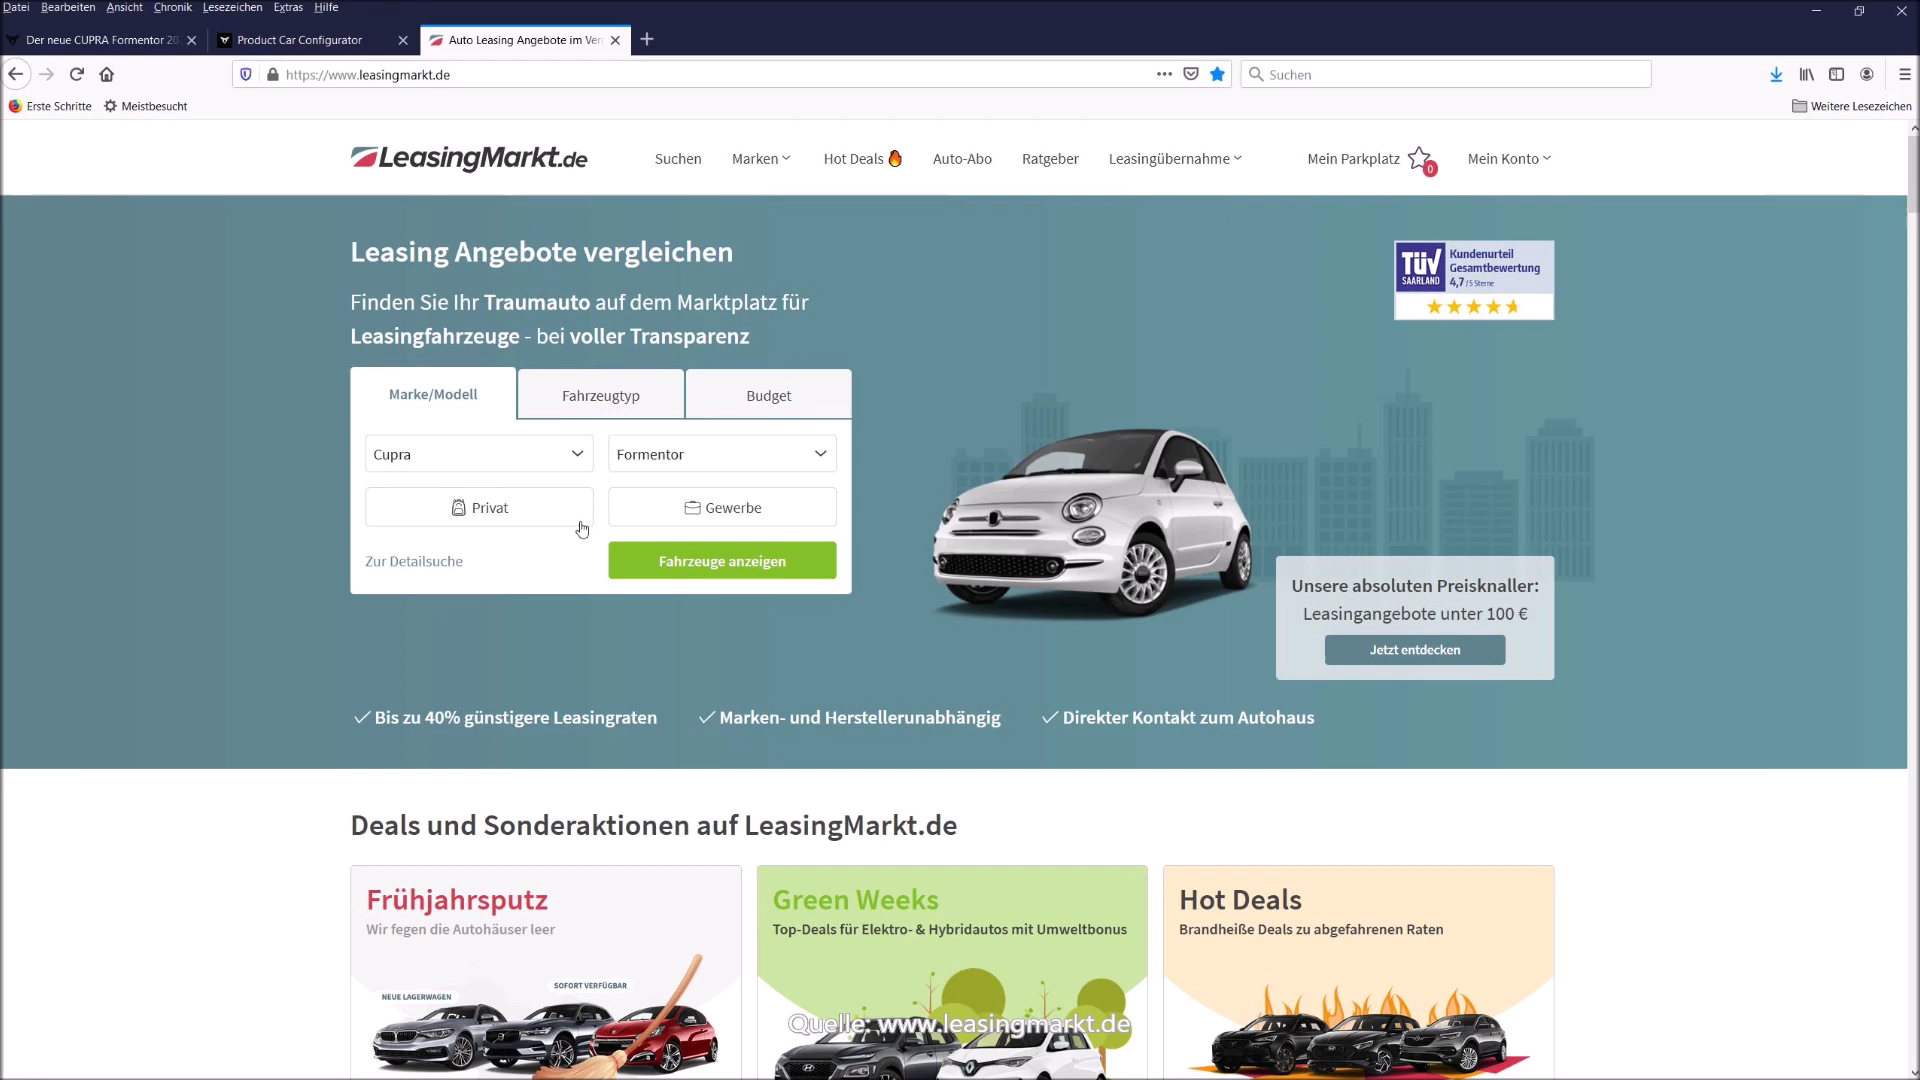 Datei Bearbeiten Ansicht Chronik Lesezeichen Extras Hilfe
Der neue CUPRA Formentor 20 Product Car Configurator Auto Leasing Angebote im Ver
https://www.leasingmarkt.de Suchen
Erste Schritte Meistbesucht Weitere Lesezeichen
LeasingMarkt.de Suchen Marken Hot Deals Auto-Abo Ratgeber Leasingübernahme Mein Parkplatz 0 Mein Konto
Leasing Angebote vergleichen
Finden Sie Ihr Traumauto auf dem Marktplatz für
Leasingfahrzeuge - bei voller Transparenz
TÜV SAARLAND
Kundenurteil
Gesamtbewertung
4,7 / 5 Sterne
Marke/Modell Fahrzeugtyp Budget
Cupra Formentor
Privat Gewerbe
Zur Detailsuche Fahrzeuge anzeigen
Unsere absoluten Preisknaller:
Leasingangebote unter 100 €
Jetzt entdecken
Bis zu 40% günstigere Leasingraten Marken- und Herstellerunabhängig Direkter Kontakt zum Autohaus
Deals und Sonderaktionen auf LeasingMarkt.de
Frühjahrsputz
Wir fegen die Autohäuser leer
NEUE LAGERWAGEN
SOFORT VERFÜGBAR
Green Weeks
Top-Deals für Elektro- & Hybridautos mit Umweltbonus
Hot Deals
Brandheiße Deals zu abgefahrenen Raten
Quelle: www.leasingmarkt.de